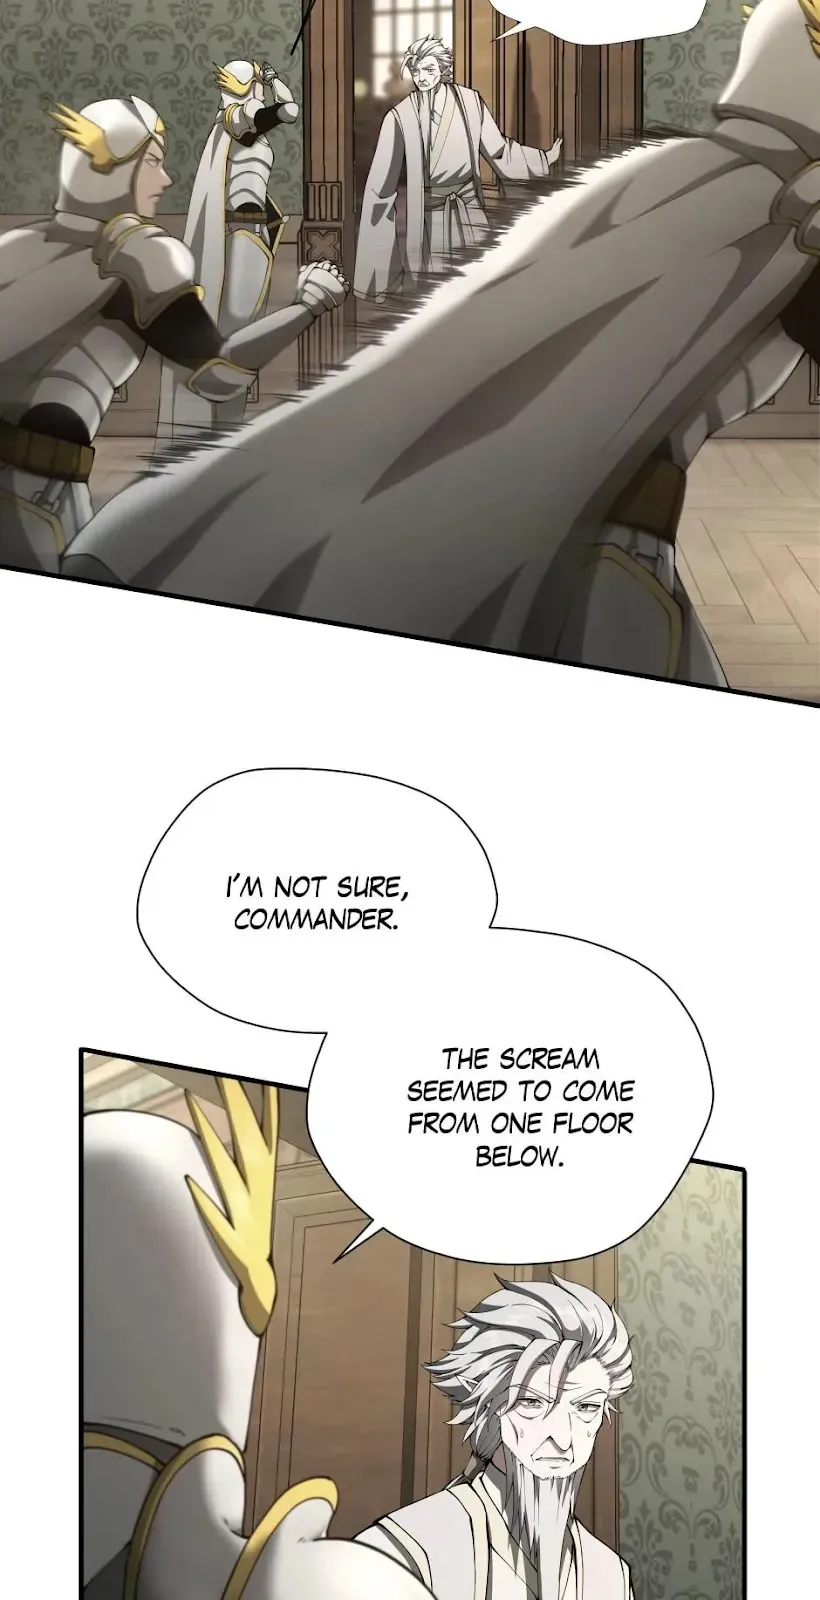 I'M NOT SURE,
COMMANDER.
THE SCREAM
SEEMED TO COME
FROM ONE FLOOR
BELOW.